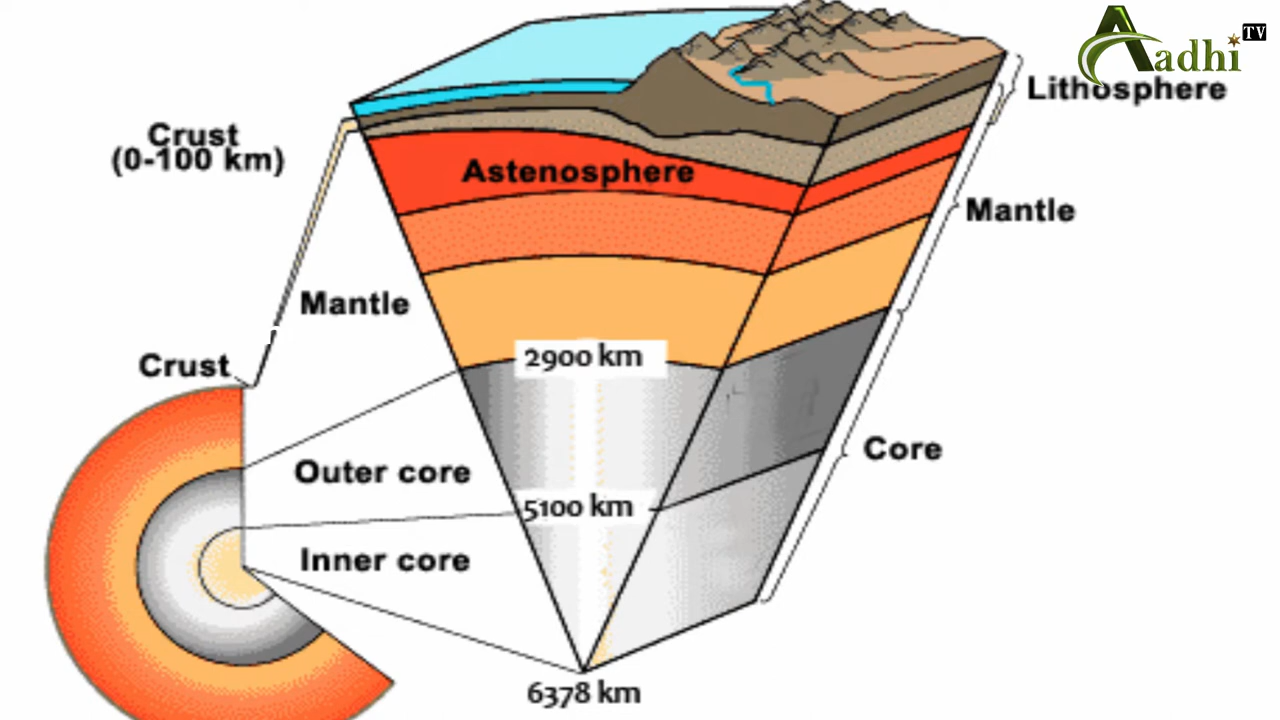 Aadhi TV
Lithosphere
Crust
(0-100 km)
Astenosphere
Mantle
Mantle
2900 km
Crust
Core
Outer core
5100 km
Inner core
6378 km